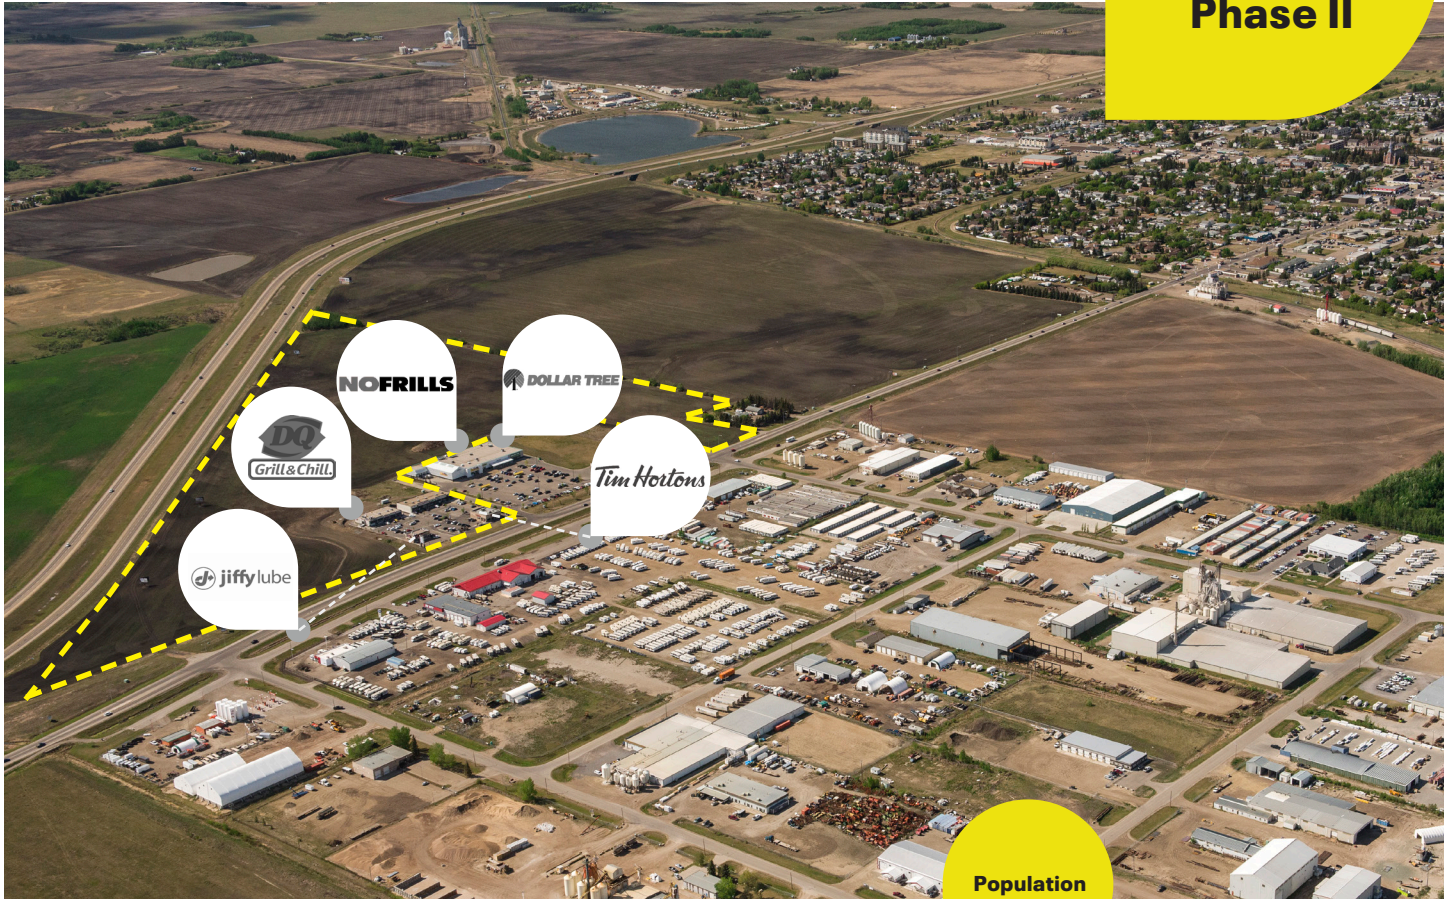 Phase II
NOFRILLS
DOLLAR TREE
DQ
Grill & Chill.
Tim Hortons
jiffy lube
Population